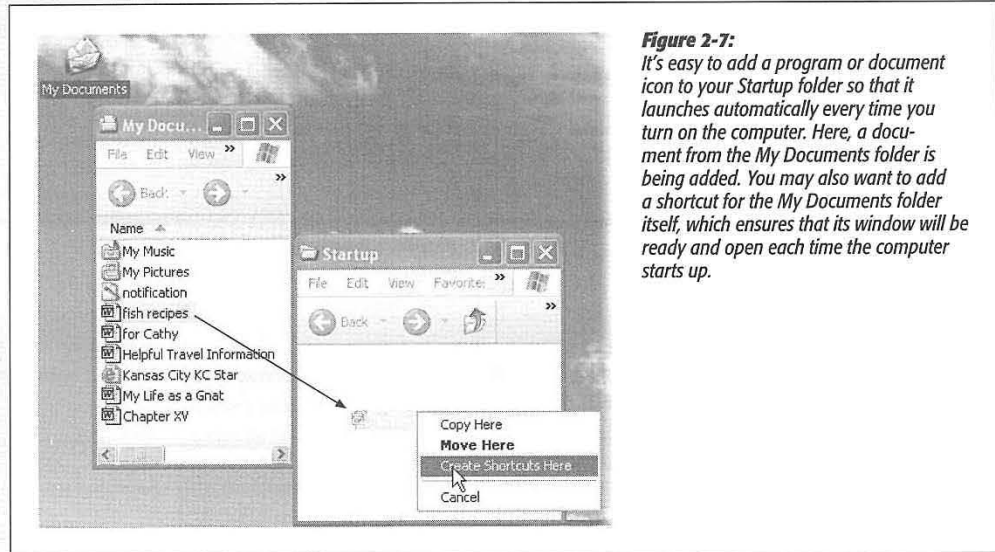 My Documents
My Docu...
File Edit View »
Back »
Name
My Music
My Pictures
notification
fish recipes
for Cathy
Helpful Travel Information
Kansas City KC Star
My Life as a Gnat
Chapter XV
Startup
File Edit View Favorites »
Back »
Copy Here
Move Here
Create Shortcuts Here
Cancel
Figure 2-7:
It's easy to add a program or document
icon to your Startup folder so that it
launches automatically every time you
turn on the computer. Here, a docu-
ment from the My Documents folder is
being added. You may also want to add
a shortcut for the My Documents folder
itself, which ensures that its window will be
ready and open each time the computer
starts up.